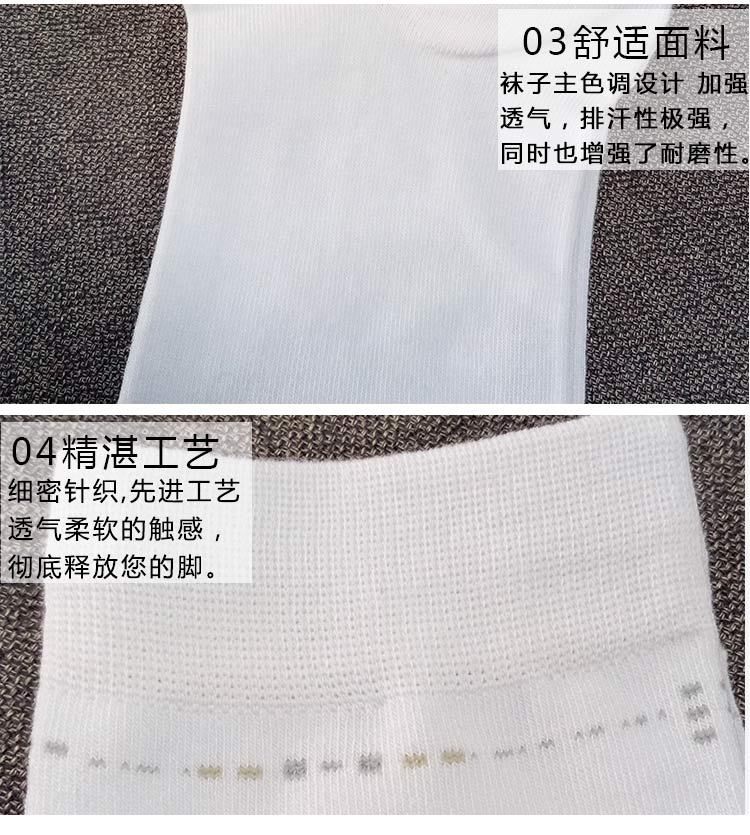 03舒适面料
袜子主色调设计 加强
透气，排汗性极强，
同时也增强了耐磨性。
04精湛工艺
细密针织,先进工艺
透气柔软的触感，
彻底释放您的脚。